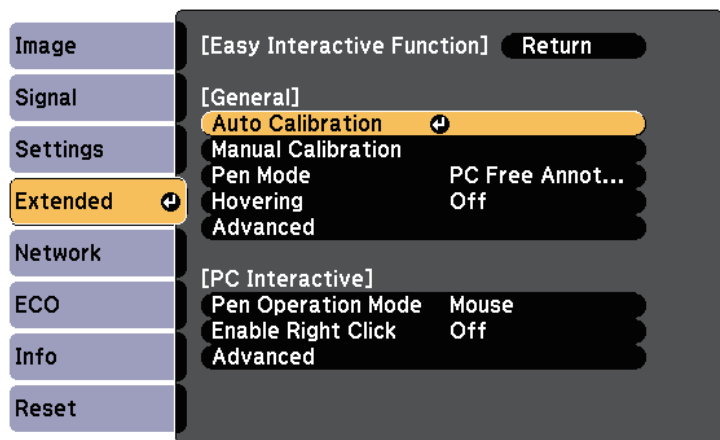 Image
Signal
Settings
Extended
Network
ECO
Info
Reset
[Easy Interactive Function] Return
[General]
Auto Calibration
Manual Calibration
Pen Mode PC Free Annot...
Hovering Off
Advanced
[PC Interactive]
Pen Operation Mode Mouse
Enable Right Click Off
Advanced